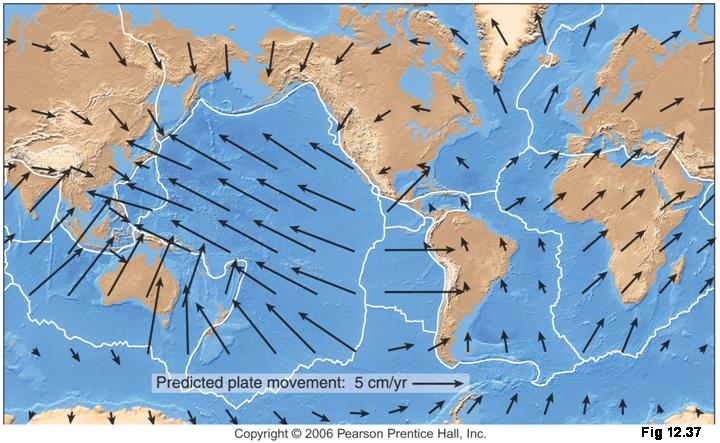 Predicted plate movement: 5 cm/yr
Copyright © 2006 Pearson Prentice Hall, Inc.
Fig 12.37